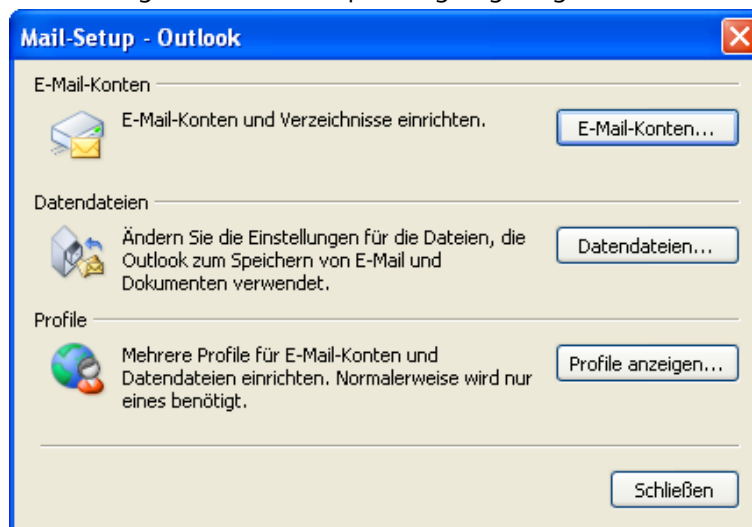 Mail-Setup - Outlook
E-Mail-Konten
E-Mail-Konten und Verzeichnisse einrichten.
E-Mail-Konten...
Datendateien
Ändern Sie die Einstellungen für die Dateien, die
Outlook zum Speichern von E-Mail und
Dokumenten verwendet.
Datendateien...
Profile
Mehrere Profile für E-Mail-Konten und
Datendateien einrichten. Normalerweise wird nur
eines benötigt.
Profile anzeigen...
Schließen